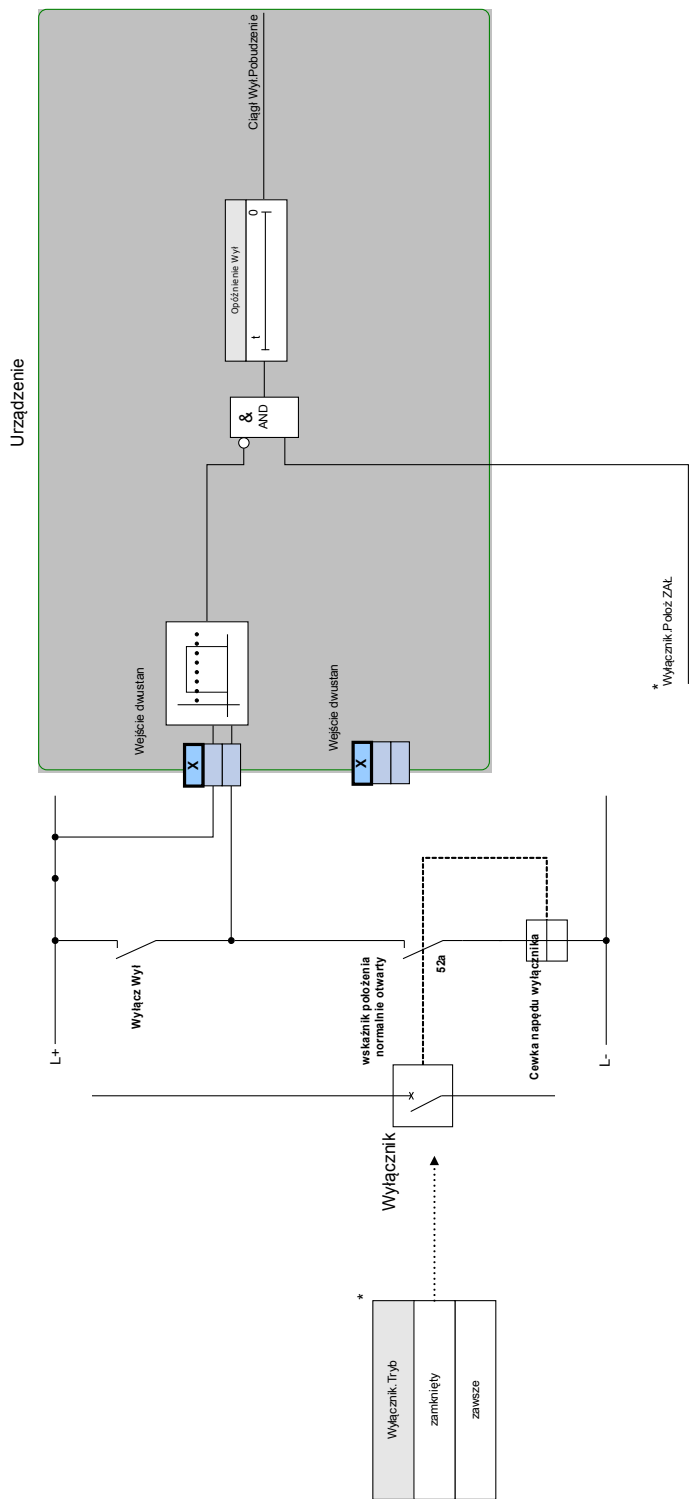 Urządzenie
Ciągł Wył.Pobudzenie
Opóźnienie Wył
t
0
&
AND
Wejście dwustan
X
Wejście dwustan
X
*
Wyłącznik.Położ ZAŁ
L+
Wyłącz Wył
wskaźnik położenia
normalnie otwarty
52a
Cewka napędu wyłącznika
L-
x
Wyłącznik
*
Wyłącznik.Tryb
zamknięty
zawsze